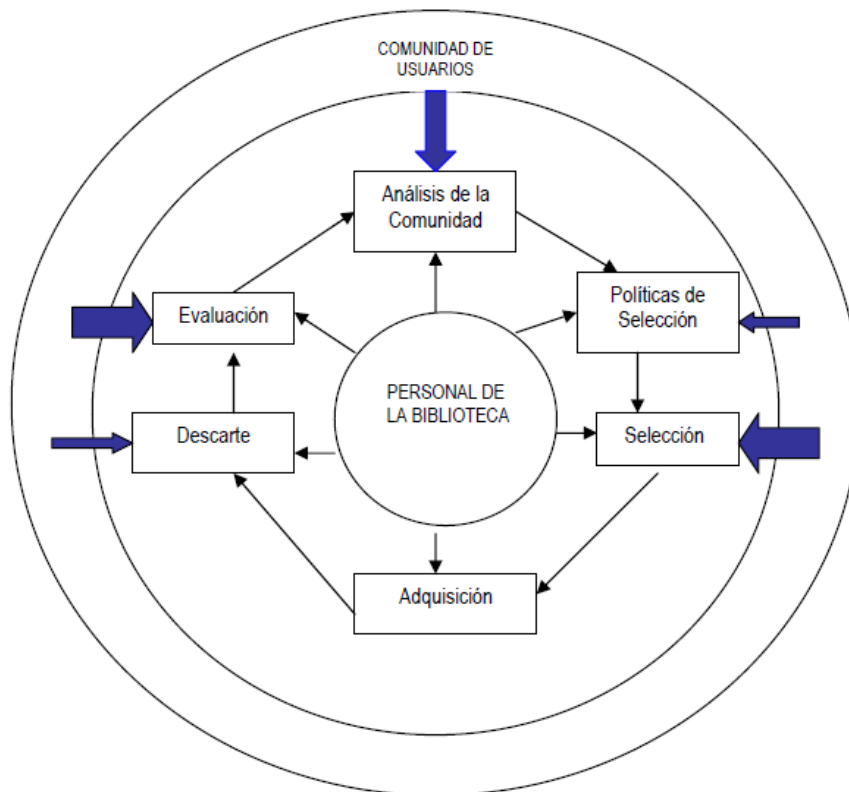 COMUNIDAD DE
USUARIOS
Análisis de la
Comunidad
Políticas de
Selección
Evaluación
PERSONAL DE
LA BIBLIOTECA
Descarte
Selección
Adquisición